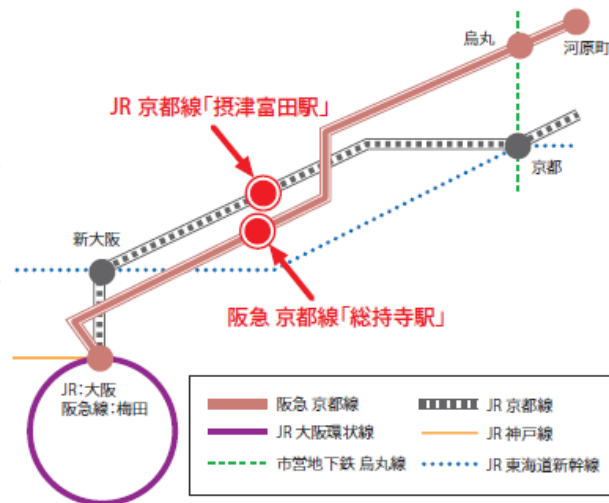 烏丸
河原町
JR 京都線「摂津富田駅」
京都
新大阪
阪急 京都線「総持寺駅」
JR:大阪
阪急線:梅田
阪急 京都線
JR 京都線
JR 大阪環状線
JR 神戸線
市営地下鉄 烏丸線
JR 東海道新幹線